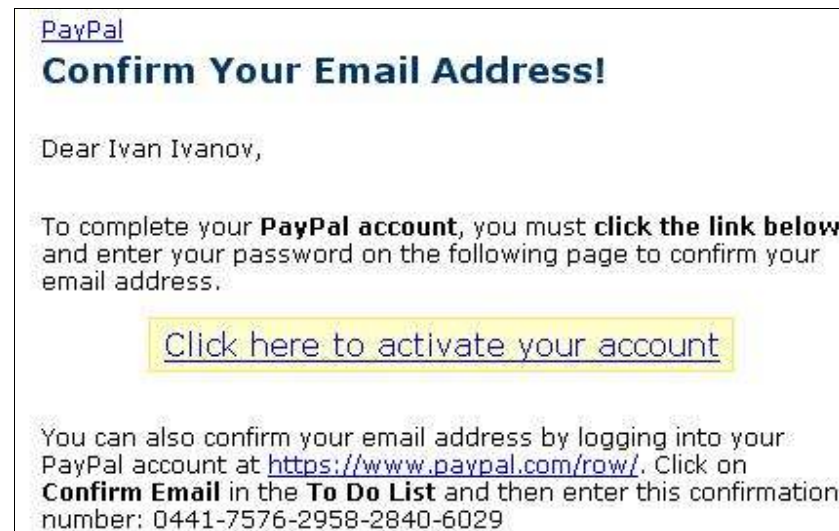 PayPal
Confirm Your Email Address!
Dear Ivan Ivanov,
To complete your PayPal account, you must click the link below
and enter your password on the following page to confirm your
email address.
Click here to activate your account
You can also confirm your email address by logging into your
PayPal account at https://www.paypal.com/row/. Click on
Confirm Email in the To Do List and then enter this confirmation
number: 0441-7576-2958-2840-6029